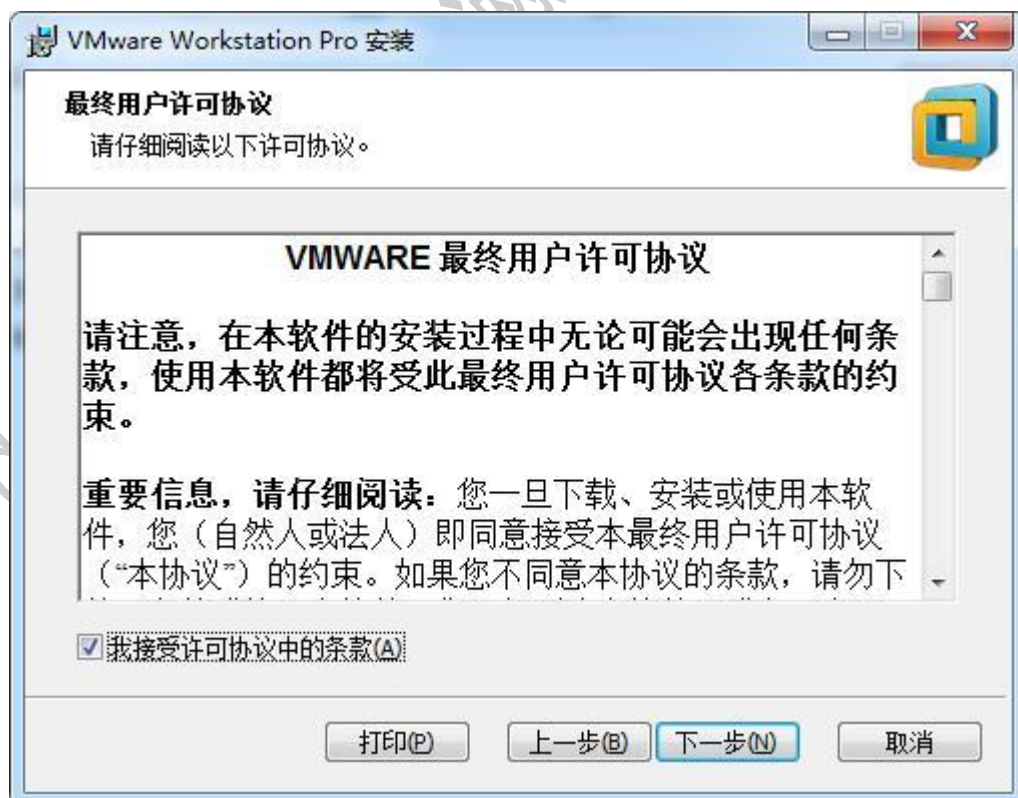 VMware Workstation Pro 安装
最终用户许可协议
请仔细阅读以下许可协议。
VMWARE 最终用户许可协议
请注意，在本软件的安装过程中无论可能会出现任何条
款，使用本软件都将受此最终用户许可协议各条款的约
束。
重要信息，请仔细阅读：您一旦下载、安装或使用本软
件，您（自然人或法人）即同意接受本最终用户许可协议
（“本协议”）的约束。如果您不同意本协议的条款，请勿下
我接受许可协议中的条款(A)
打印(P) 上一步(B) 下一步(N) 取消